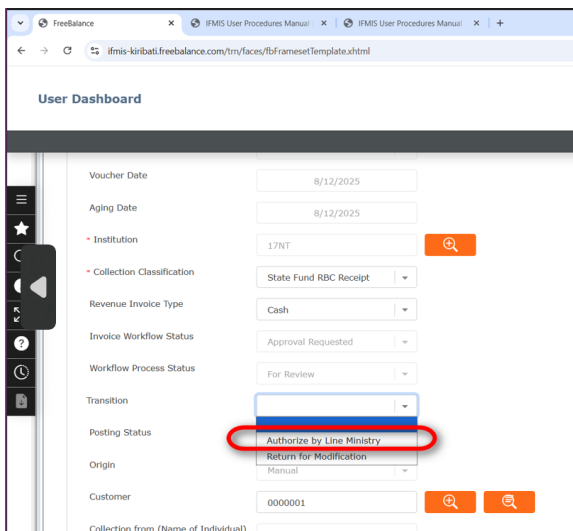 FreeBalance
IFMIS User Procedures Manual
IFMIS User Procedures Manual
ifmis-kiribati.freebalance.com/trn/faces/fbFramesetTemplate.xhtml
User Dashboard
Voucher Date
8/12/2025
Aging Date
8/12/2025
* Institution
17NT
* Collection Classification
State Fund RBC Receipt
Revenue Invoice Type
Cash
Invoice Workflow Status
Approval Requested
Workflow Process Status
For Review
Transition
Authorize by Line Ministry
Posting Status
Return for Modification
Origin
Manual
Customer
0000001
Collection from (Name of Individual)